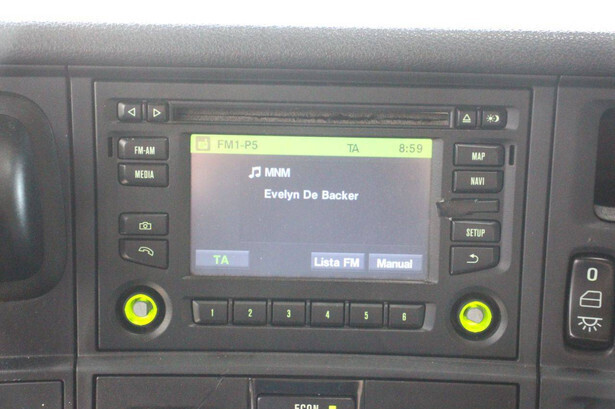 FM-AM
MEDIA
FM1-P5 TA 8:59
MNM
Evelyn De Backer
TA Lista FM Manual
MAP
NAVI
SETUP
1 2 3 4 5 6
0
ECON